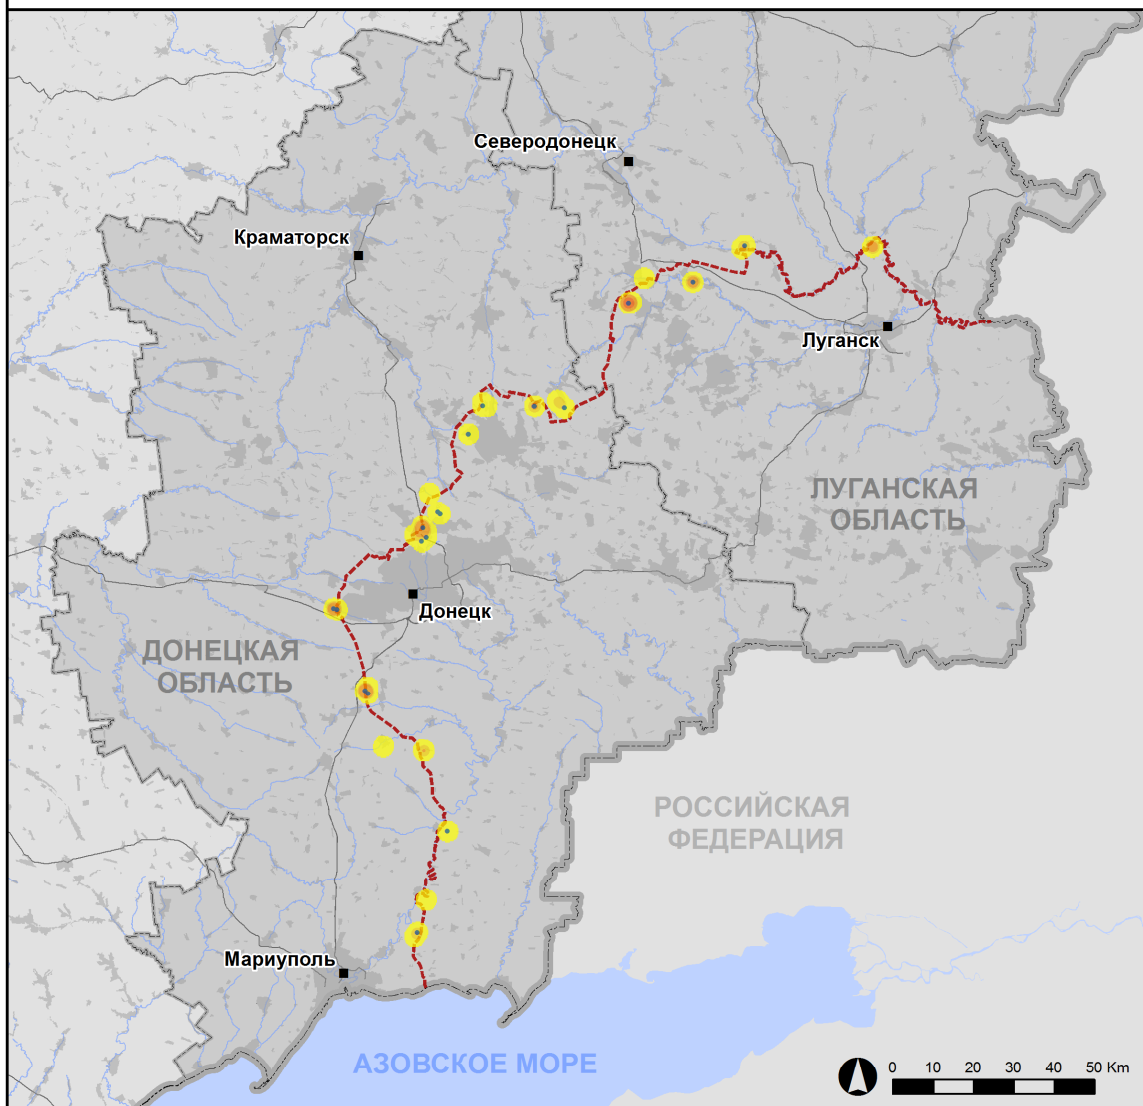 Северодонецк
Краматорск
Луганск
ЛУГАНСКАЯ
ОБЛАСТЬ
Донецк
ДОНЕЦКАЯ
ОБЛАСТЬ
РОССИЙСКАЯ
ФЕДЕРАЦИЯ
Мариуполь
АЗОВСКОЕ МОРЕ
0 10 20 30 40 50 Km